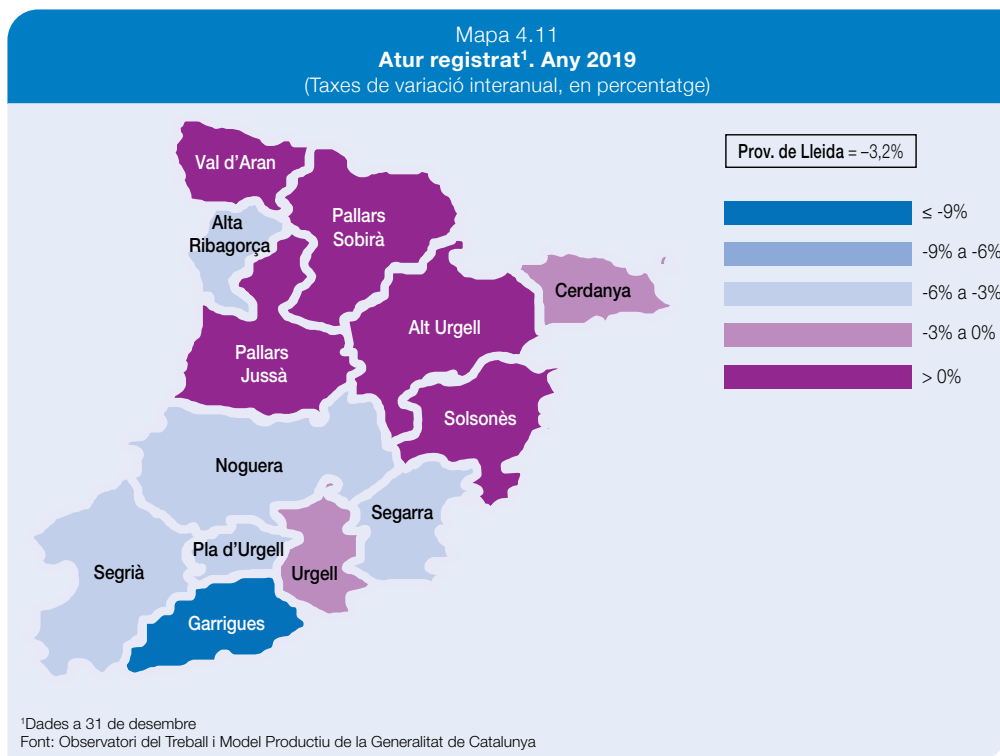 Mapa 4.11
Atur registrat¹. Any 2019
(Taxes de variació interanual, en percentatge)
Prov. de Lleida = –3,2%
≤ -9%
-9% a -6%
-6% a -3%
-3% a 0%
> 0%
Val d'Aran
Alta
Ribagorça
Pallars
Sobirà
Cerdanya
Alt Urgell
Pallars
Jussà
Solsonès
Noguera
Segarra
Pla d'Urgell
Segrià
Urgell
Garrigues
¹Dades a 31 de desembre
Font: Observatori del Treball i Model Productiu de la Generalitat de Catalunya